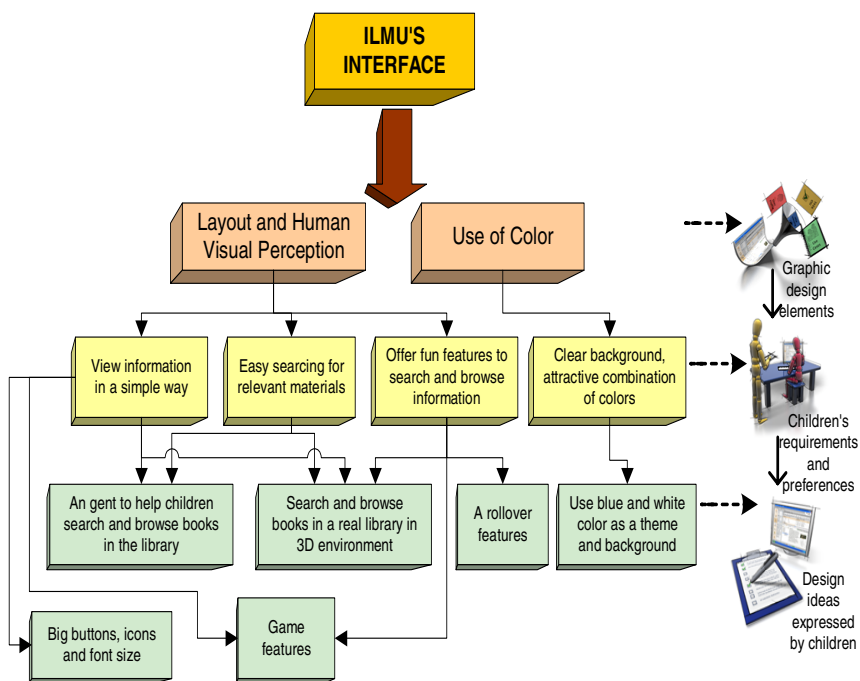 ILMU'S
INTERFACE
Layout and Human
Visual Perception
Use of Color
Graphic
design
elements
View information
in a simple way
Easy searcing for
relevant materials
Offer fun features to
search and browse
information
Clear background,
attractive combination
of colors
Children's
requirements
and
preferences
An gent to help children
search and browse books
in the library
Search and browse
books in a real library in
3D environment
A rollover
features
Use blue and white
color as a theme
and background
Design
ideas
expressed
by children
Big buttons, icons
and font size
Game
features